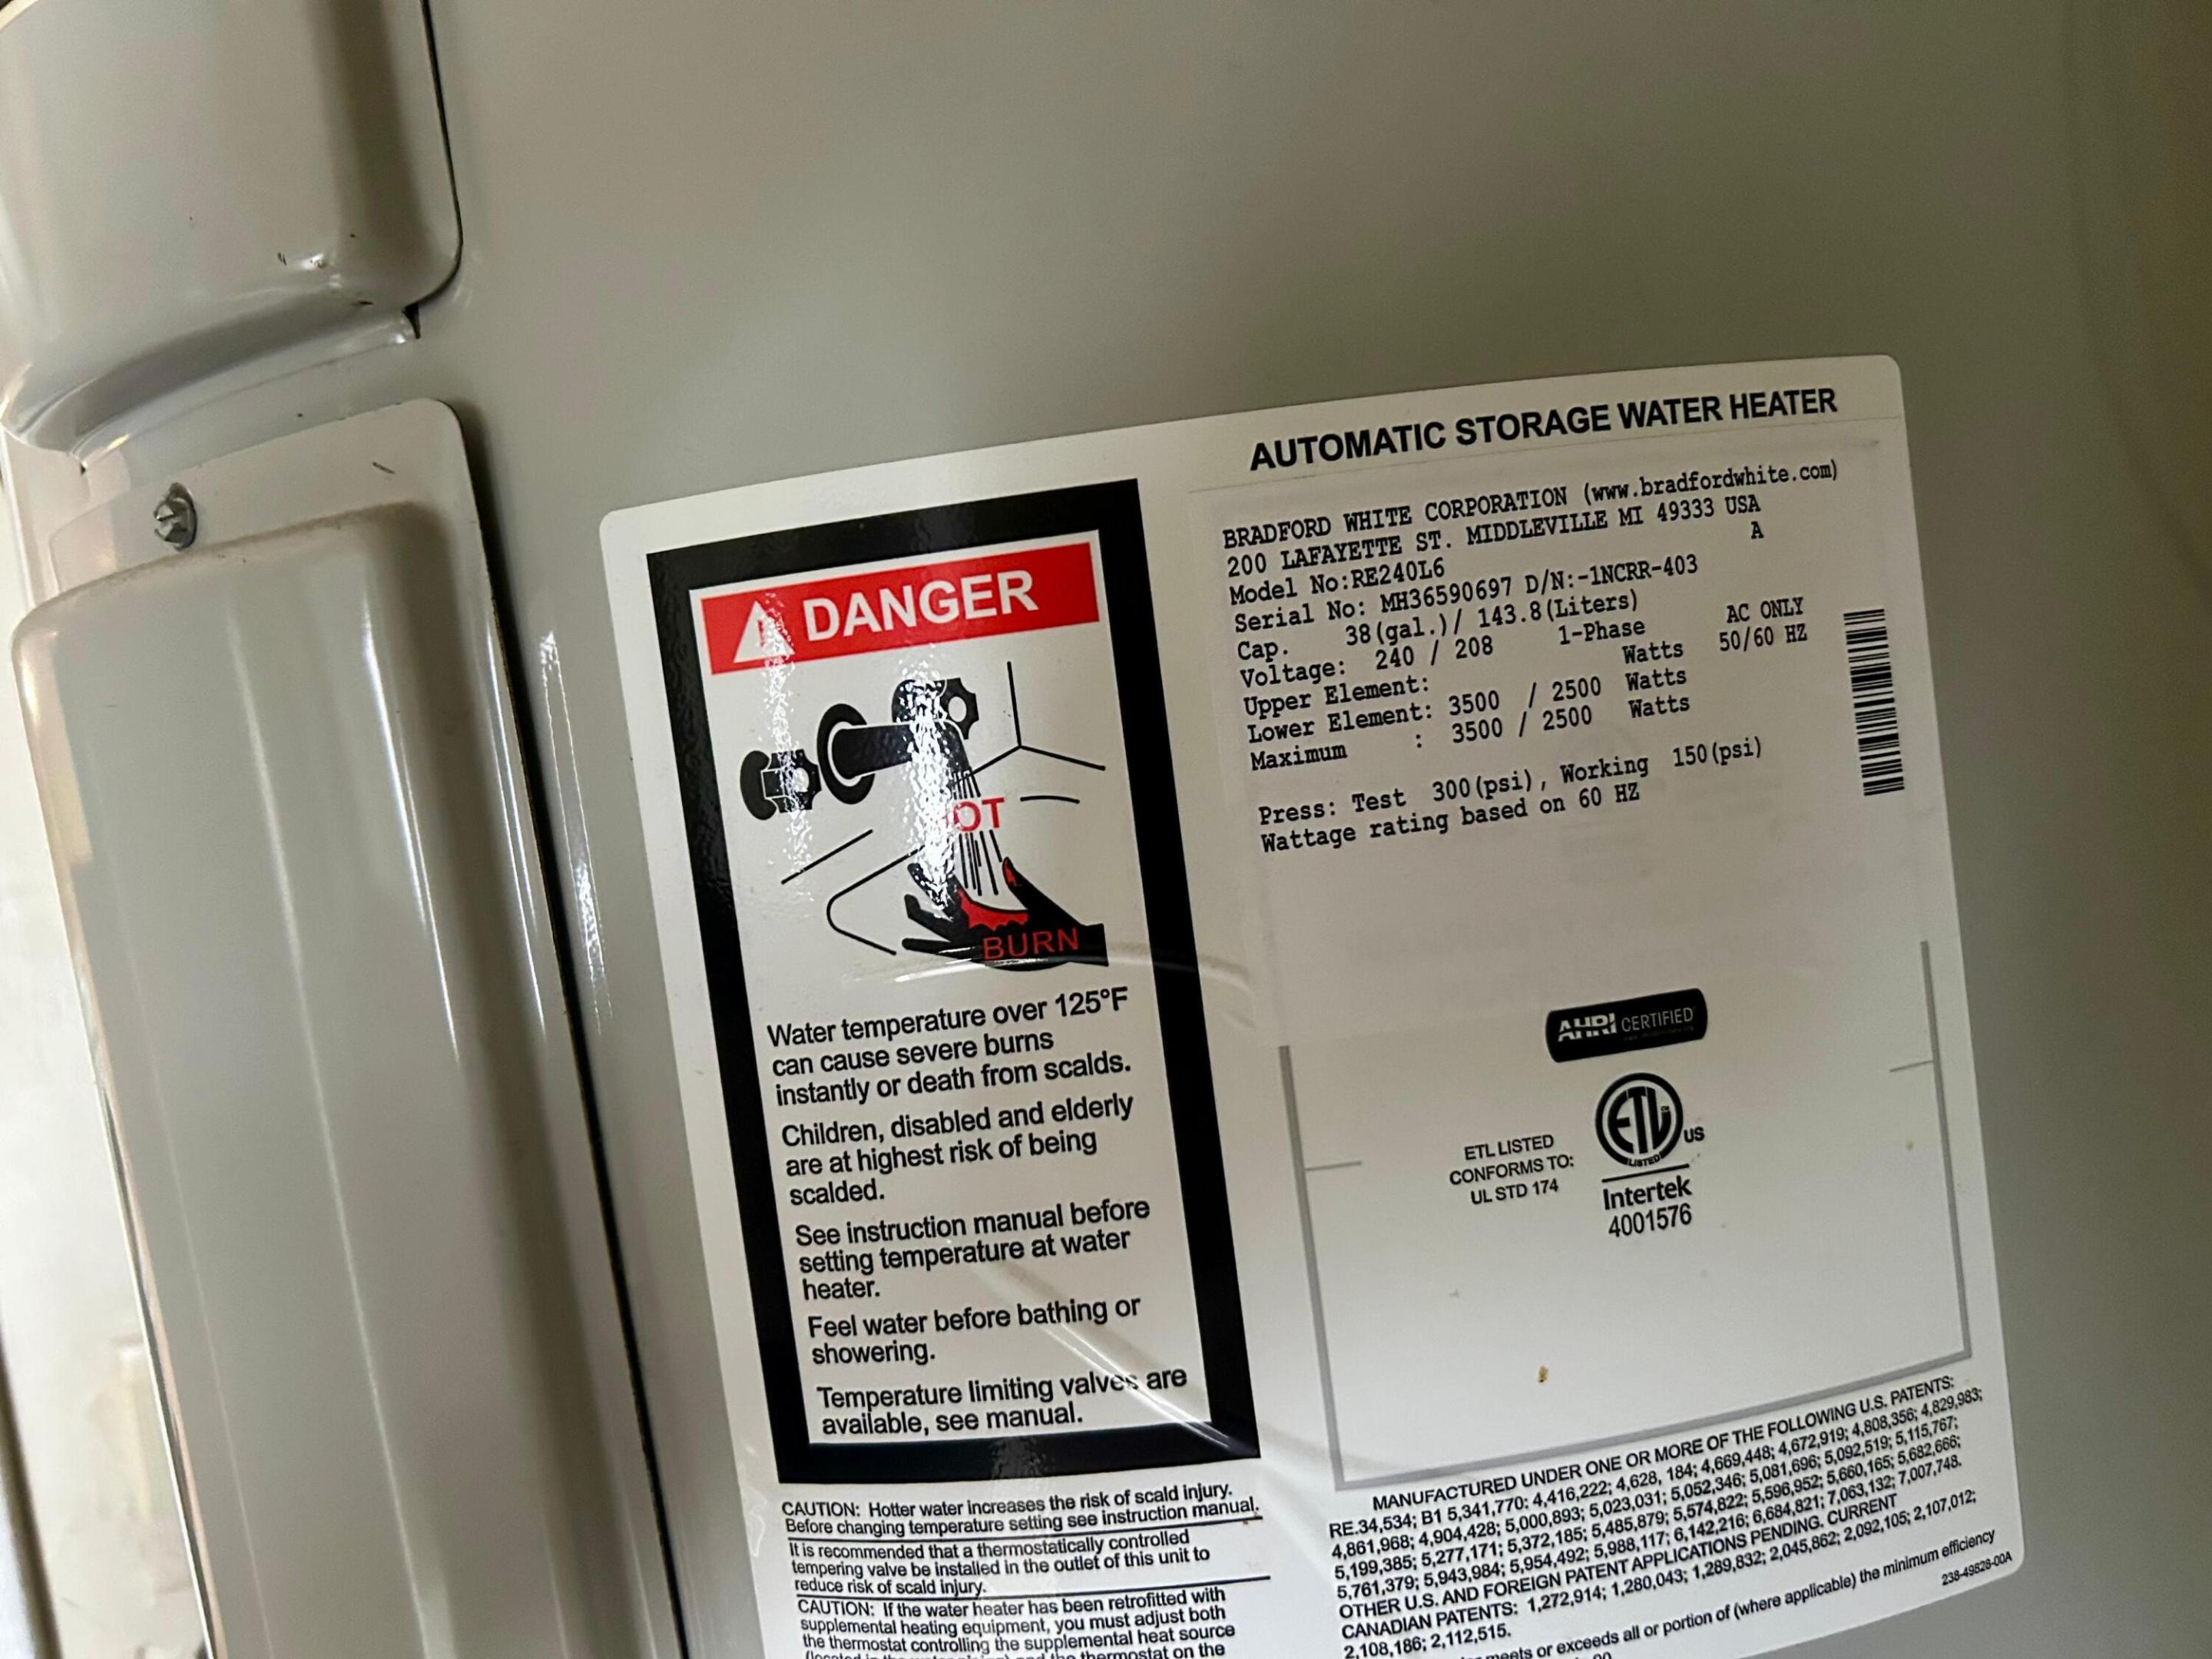 AUTOMATIC STORAGE WATER HEATER
BRADFORD WHITE CORPORATION (www.bradfordwhite.com)
200 LAFAYETTE ST. MIDDLEVILLE MI 49333 USA
Model No:RE240L6 A
Serial No: MH36590697 D/N:-1NCRR-403
Cap. 38(gal.)/ 143.8(Liters)
Voltage: 240 / 208 1-Phase AC ONLY
Upper Element: Watts 50/60 HZ
Lower Element: 3500 / 2500 Watts
Maximum : 3500 / 2500 Watts
Press: Test 300(psi), Working 150(psi)
Wattage rating based on 60 HZ
DANGER
OT
BURN
Water temperature over 125°F
can cause severe burns
instantly or death from scalds.
Children, disabled and elderly
are at highest risk of being
scalded.
See instruction manual before
setting temperature at water
heater.
Feel water before bathing or
showering.
Temperature limiting valves are
available, see manual.
CAUTION: Hotter water increases the risk of scald injury.
Before changing temperature setting see instruction manual.
It is recommended that a thermostatically controlled
tempering valve be installed in the outlet of this unit to
reduce risk of scald injury.
CAUTION: If the water heater has been retrofitted with
supplemental heating equipment, you must adjust both
the thermostat controlling the supplemental heat source
thermostat on the
AHRI CERTIFIED
ETL LISTED
CONFORMS TO:
UL STD 174
ETL
LISTED
US
Intertek
4001576
MANUFACTURED UNDER ONE OR MORE OF THE FOLLOWING U.S. PATENTS:
RE.34,534; B1 5,341,770; 4,416,222; 4,628, 184; 4,669,448; 4,672,919; 4,808,356; 4,829,983;
4,861,968; 4,904,428; 5,000,893; 5,023,031; 5,052,346; 5,081,696; 5,092,519; 5,115,767;
5,199,385; 5,277,171; 5,372,185; 5,485,879; 5,574,822; 5,596,952; 5,660,165; 5,682,666;
5,761,379; 5,943,984; 5,954,492; 5,988,117; 6,142,216; 6,684,821; 7,063,132; 7,007,748.
OTHER U.S. AND FOREIGN PATENT APPLICATIONS PENDING. CURRENT
CANADIAN PATENTS: 1,272,914; 1,280,043; 1,289,832; 2,045,862; 2,092,105; 2,107,012;
2,108,186; 2,112,515.
meets or exceeds all or portion of (where applicable) the minimum efficiency
238-49828-00A